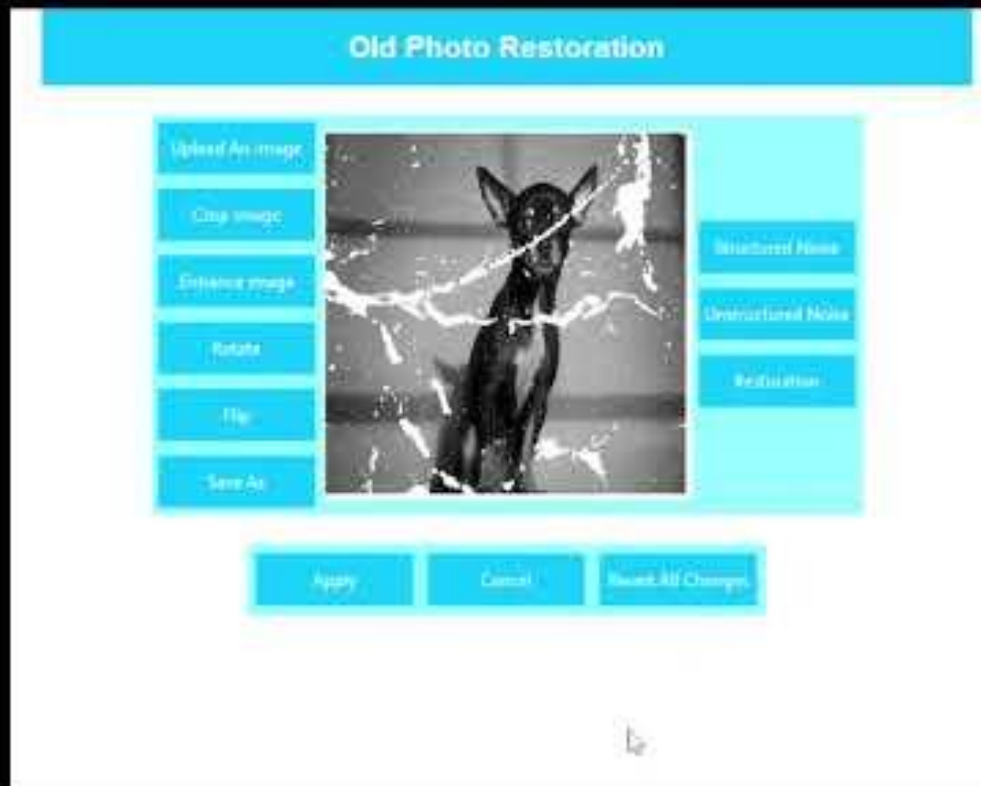 Old Photo Restoration
Upload An image
Crop image
Enhance image
Rotate
Flip
Save As
Structured Noise
Unstructured Noise
Restoration
Apply
Cancel
Revert All Changes